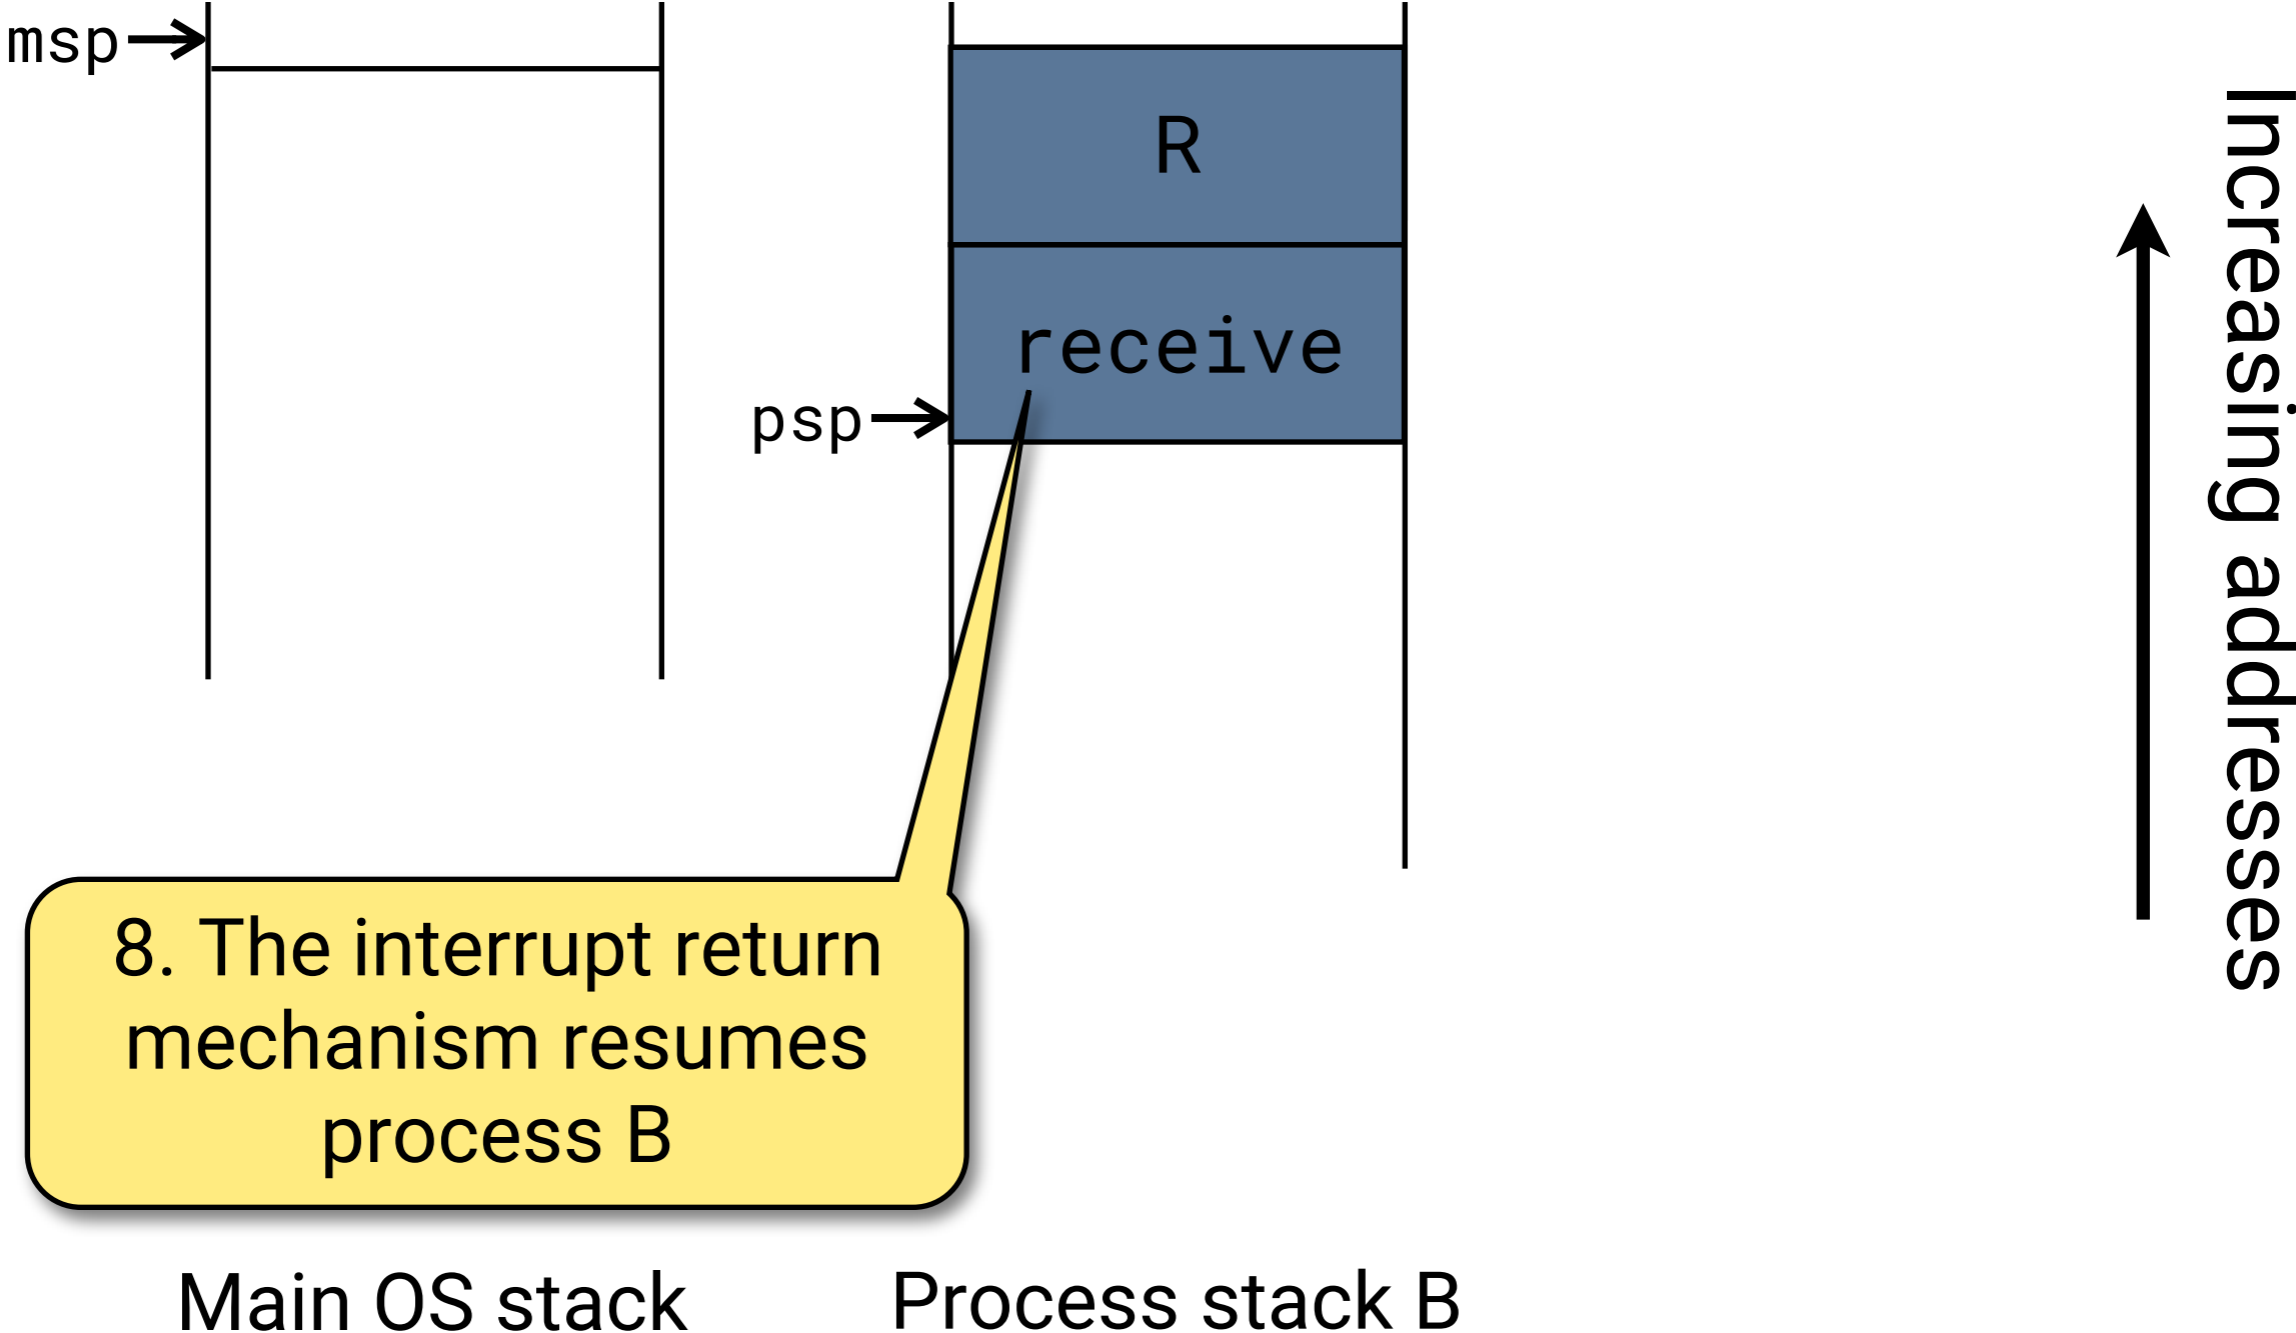 msp
R
receive
psp
Increasing addresses
8. The interrupt return
mechanism resumes
process B
Main OS stack
Process stack B